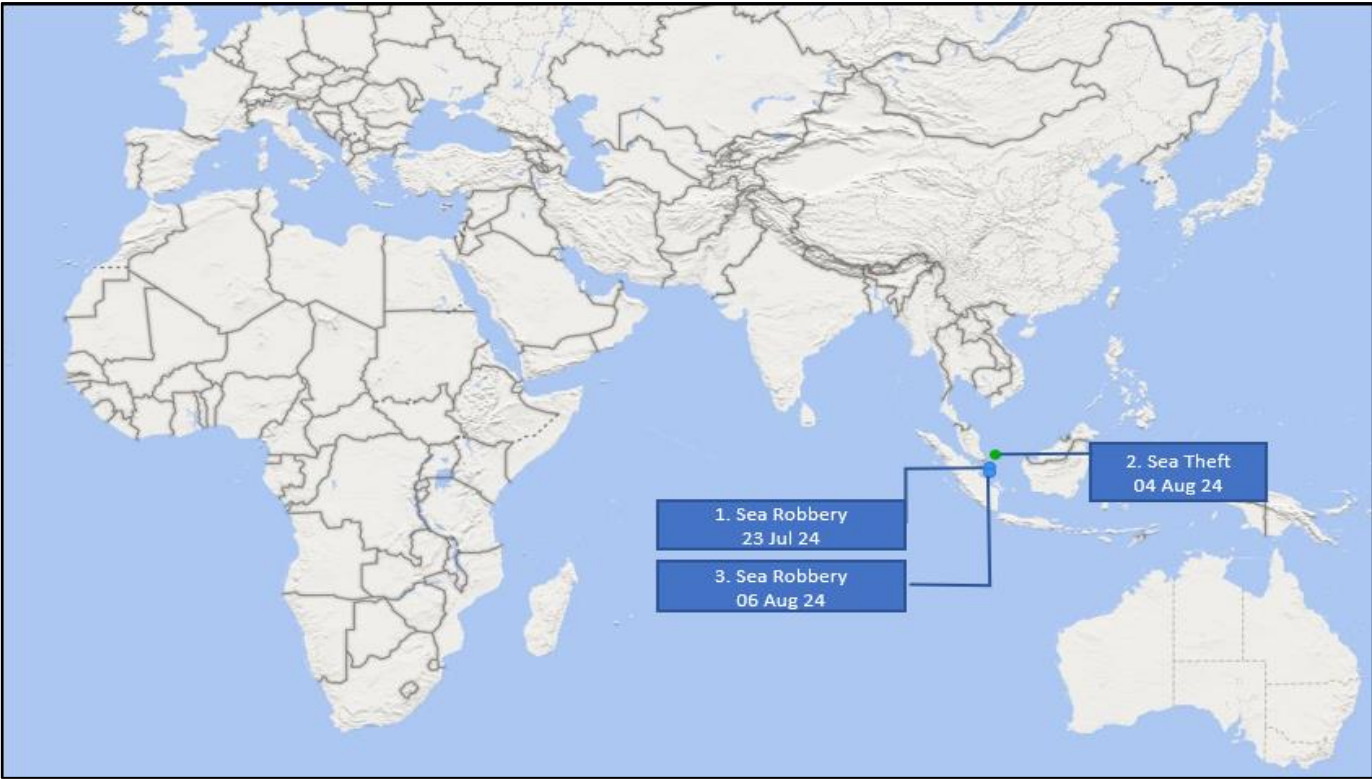 1. Sea Robbery
23 Jul 24
2. Sea Theft
04 Aug 24
3. Sea Robbery
06 Aug 24